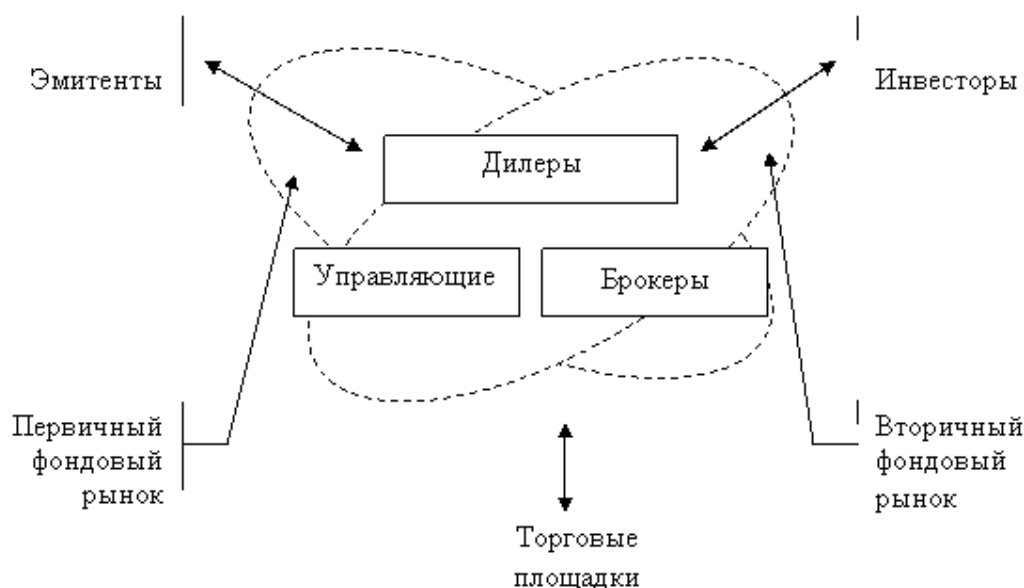 Эмитенты
Инвесторы
Дилеры
Управляющие
Брокеры
Первичный
фондовый
рынок
Вторичный
фондовый
рынок
Торговые
площадки